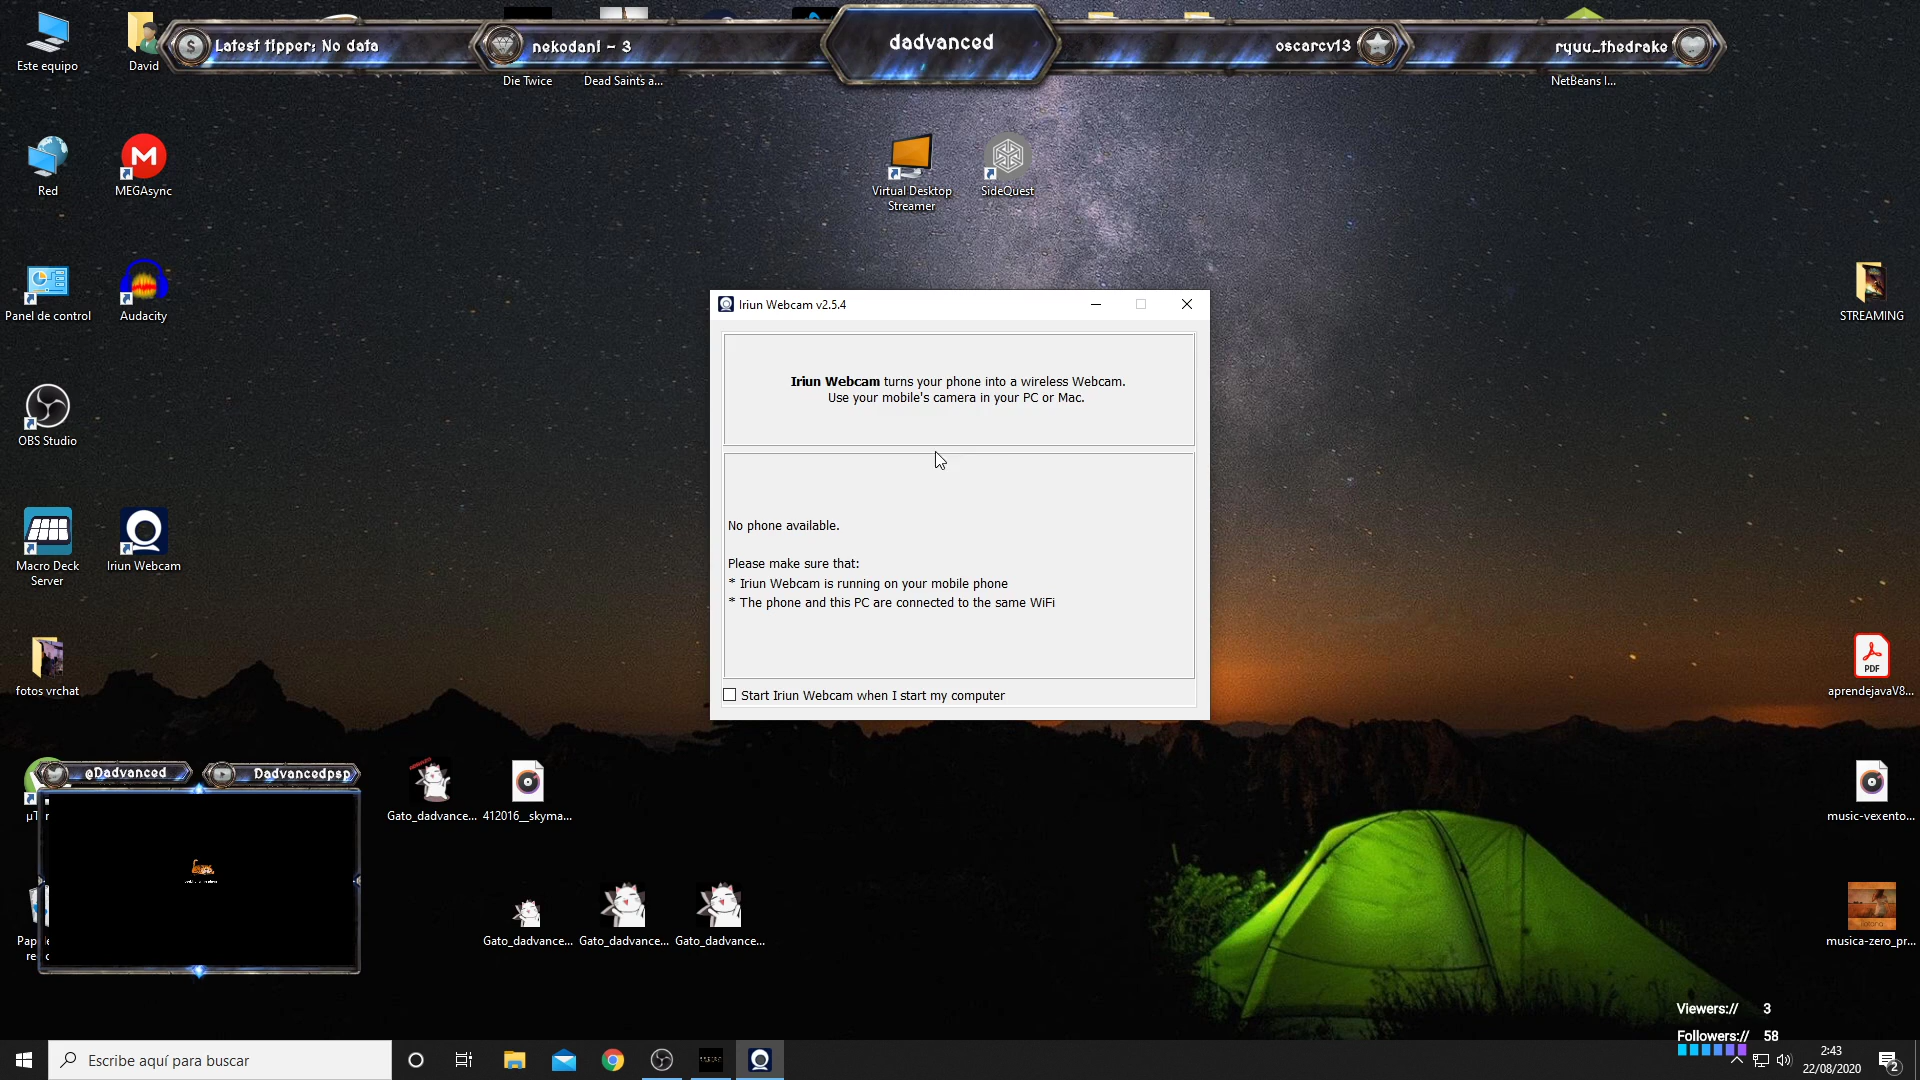 Latest tipper: No data
nekodani - 3
dadvanced
oscarcv13
ryuu_thedrake
Este equipo
David
Die Twice
Dead Saints a...
NetBeans I...
Red
MEGAsync
Virtual Desktop
Streamer
SideQuest
Panel de control
Audacity
STREAMING
Iriun Webcam v2.5.4
Iriun Webcam turns your phone into a wireless Webcam.
Use your mobile's camera in your PC or Mac.
OBS Studio
No phone available.
Please make sure that:
* Iriun Webcam is running on your mobile phone
* The phone and this PC are connected to the same WiFi
Macro Deck
Server
Iriun Webcam
fotos vrchat
PDF
aprendejavaV8...
Start Iriun Webcam when I start my computer
@Dadvanced
Dadvancedpsp
Gato_dadvance...
412016__skyma...
music-vexento...
Gato_dadvance...
Gato_dadvance...
Gato_dadvance...
musica-zero_pr...
Viewers:// 3
Followers:// 58
Escribe aquí para buscar
2:43
22/08/2020
2